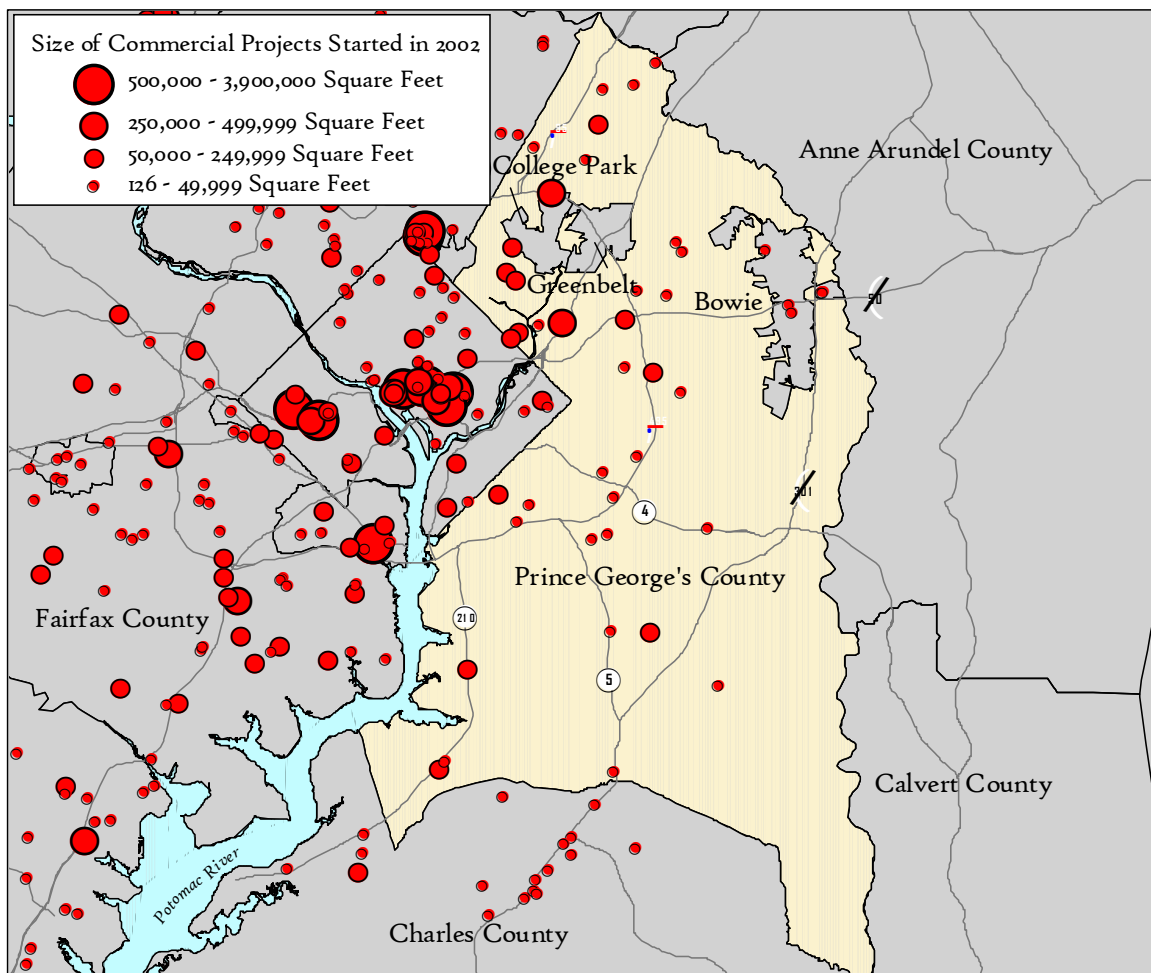 Size of Commercial Projects Started in 2002
500,000 - 3,900,000 Square Feet
250,000 - 499,999 Square Feet
50,000 - 249,999 Square Feet
126 - 49,999 Square Feet
College Park
Anne Arundel County
Greenbelt
Bowie
50
301
4
Prince George's County
Fairfax County
210
5
Calvert County
Potomac River
Charles County